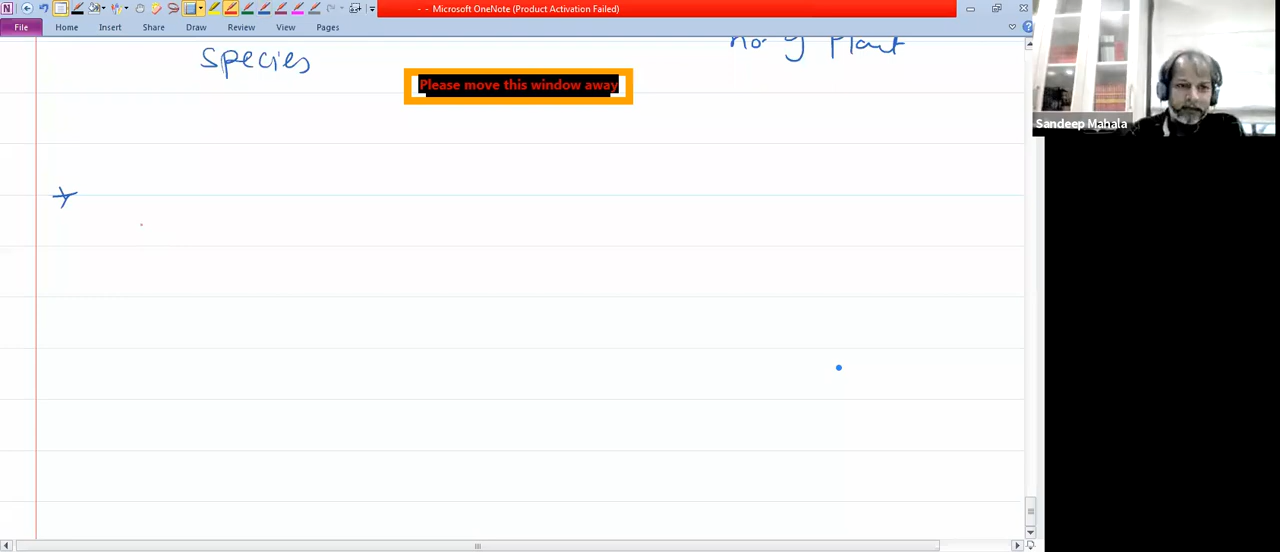 - - Microsoft OneNote (Product Activation Failed)
File Home Insert Share Draw Review View Pages
no. of Plant
Species
Please move this window away
Sandeep Mahala